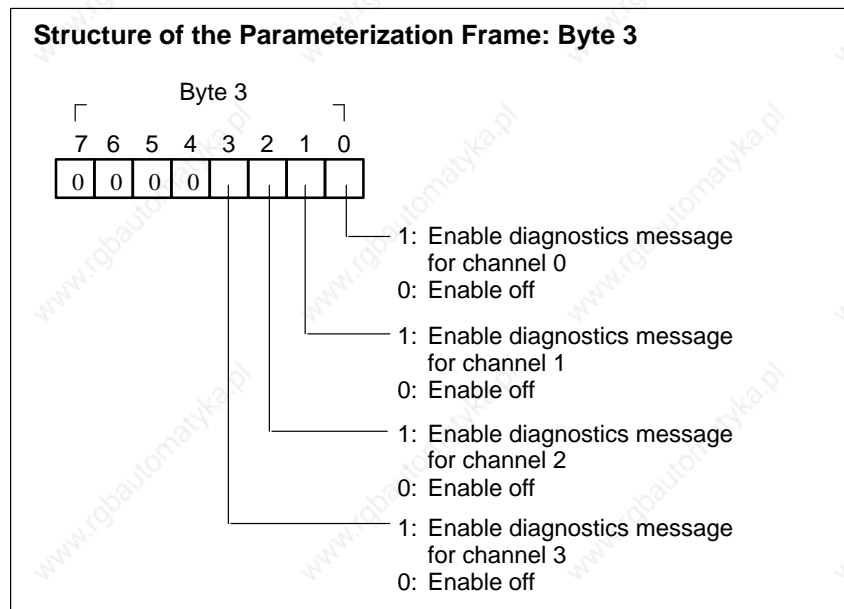 Structure of the Parameterization Frame: Byte 3
Byte 3
7 6 5 4 3 2 1 0
0 0 0 0
1: Enable diagnostics message
for channel 0
0: Enable off
1: Enable diagnostics message
for channel 1
0: Enable off
1: Enable diagnostics message
for channel 2
0: Enable off
1: Enable diagnostics message
for channel 3
0: Enable off
www.rgbautomatyka.pl